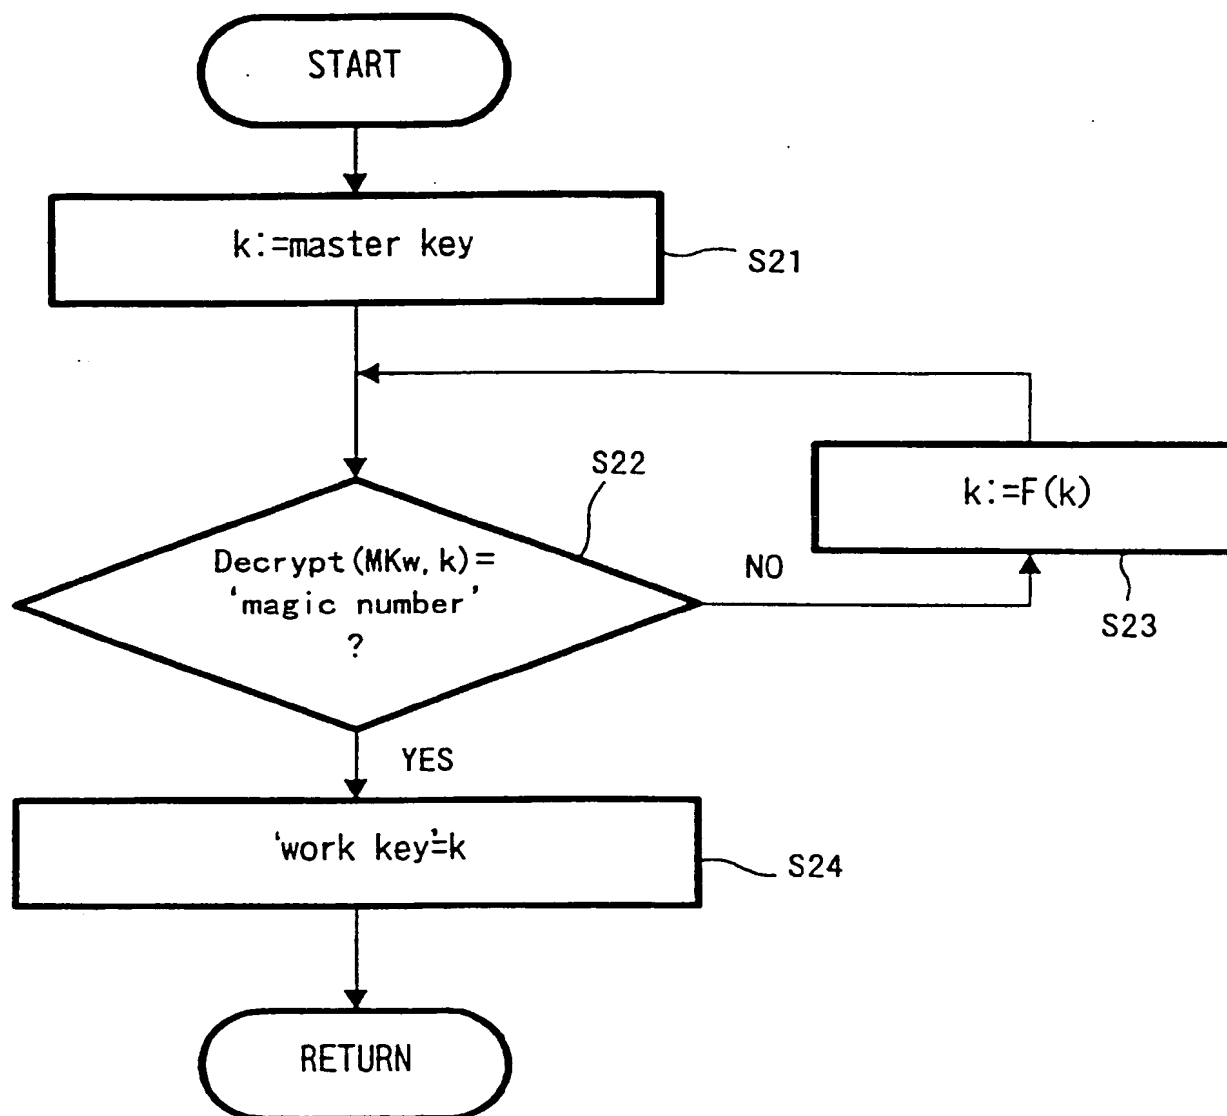 START
k:=master key
S21
S22
k:=F(k)
Decrypt(MKw,k)=
'magic number'
?
NO
S23
YES
'work key'=k
S24
RETURN